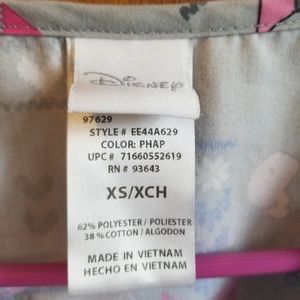 Disney
97629
STYLE # EE44A629
COLOR: PHAP
UPC # 71660552619
RN # 93643
XS/XCH
62% POLYESTER / POLIESTER
38% COTTON / ALGODON
MADE IN VIETNAM
HECHO EN VIETNAM